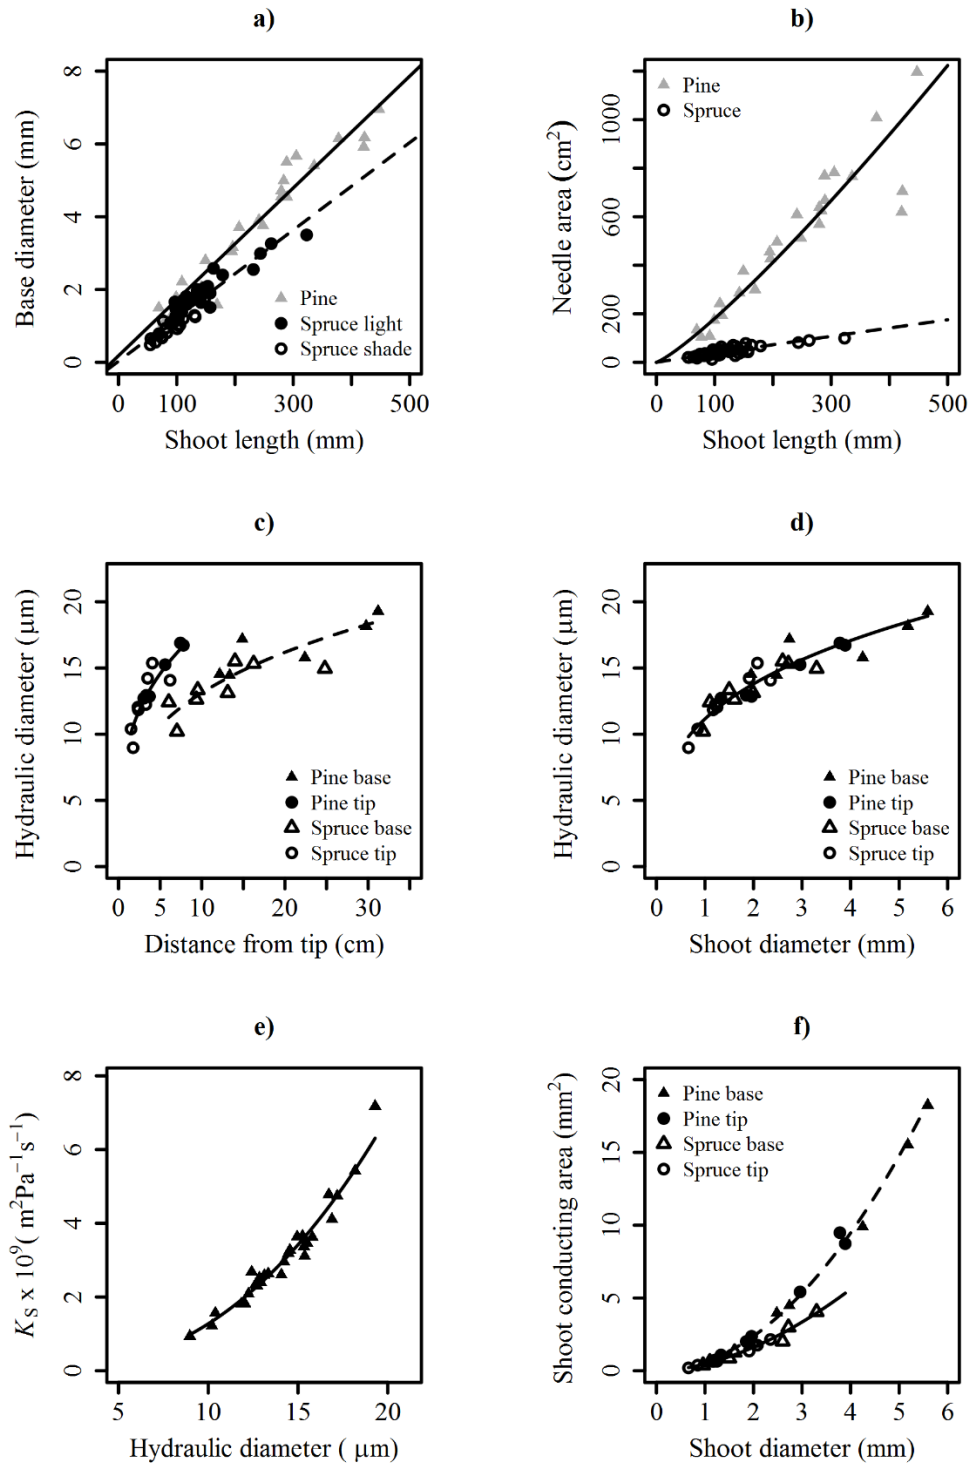 a)
Base diameter (mm)
0 2 4 6 8
Pine
Spruce light
Spruce shade
0 100 300 500
Shoot length (mm)
b)
Needle area (cm²)
0 200 600 1000
Pine
Spruce
0 100 300 500
Shoot length (mm)
c)
Hydraulic diameter (µm)
0 5 10 15 20
Pine base
Pine tip
Spruce base
Spruce tip
0 5 10 20 30
Distance from tip (cm)
d)
Hydraulic diameter (µm)
0 5 10 15 20
Pine base
Pine tip
Spruce base
Spruce tip
0 1 2 3 4 5 6
Shoot diameter (mm)
e)
K_S x 10⁹( m²Pa⁻¹s⁻¹)
0 2 4 6 8
5 10 15 20
Hydraulic diameter ( µm)
f)
Shoot conducting area (mm²)
0 5 10 15 20
Pine base
Pine tip
Spruce base
Spruce tip
0 1 2 3 4 5 6
Shoot diameter (mm)